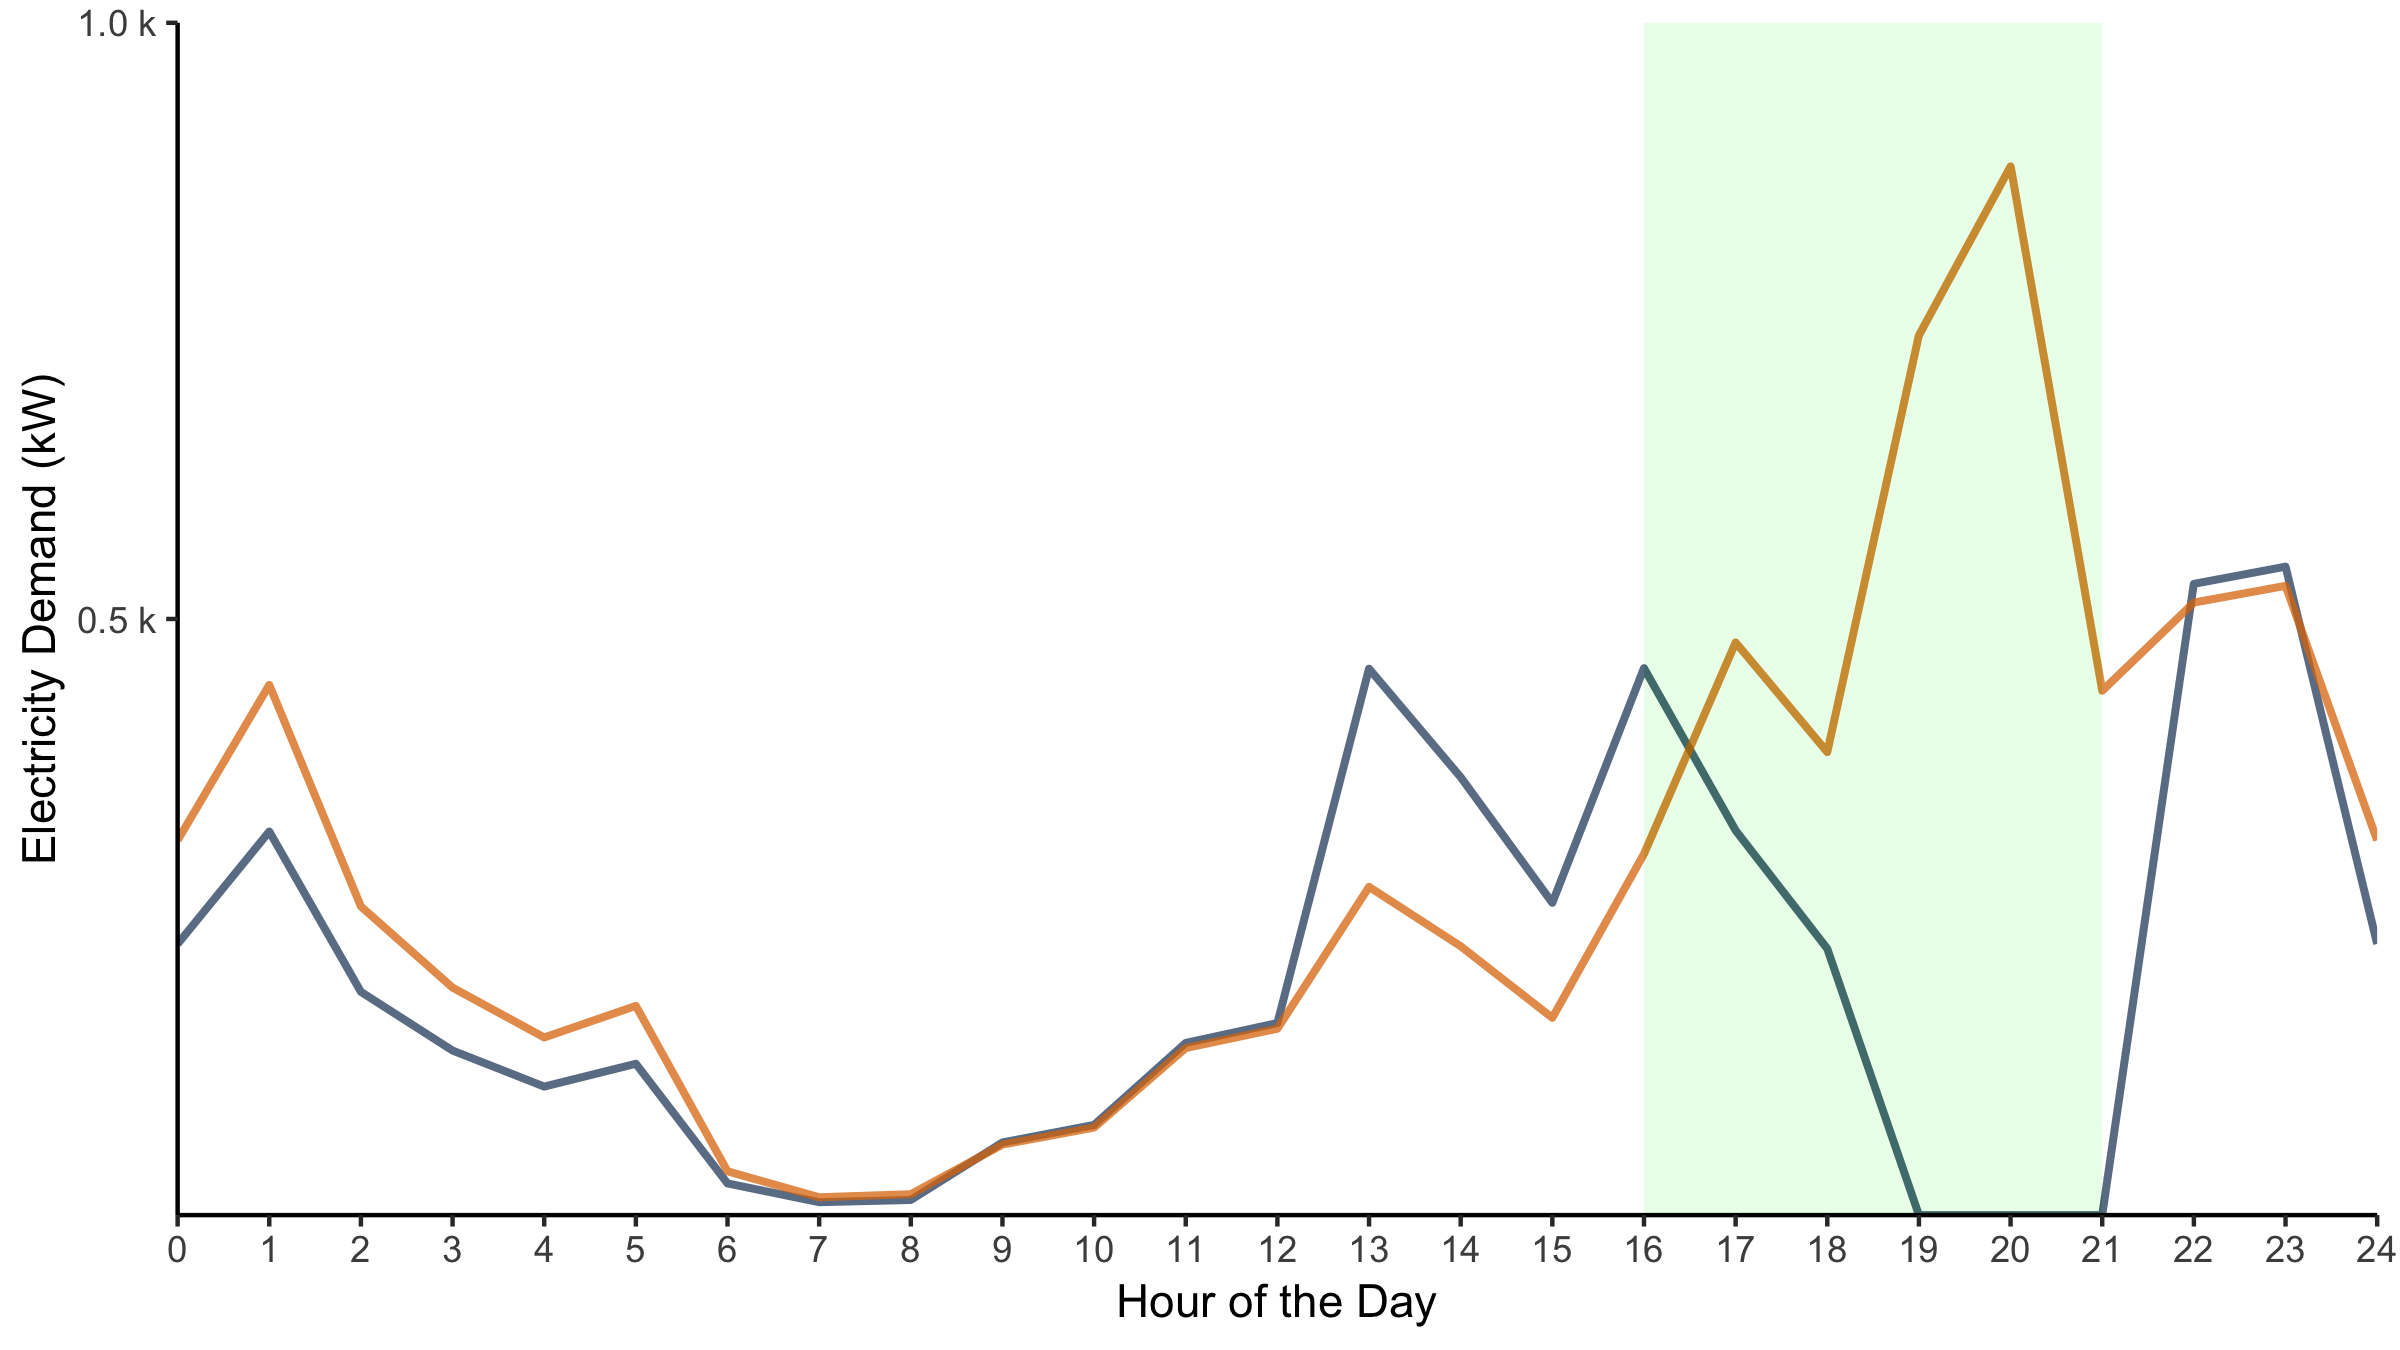 1.0 k
0.5 k
Electricity Demand (kW)
0 1 2 3 4 5 6 7 8 9 10 11 12 13 14 15 16 17 18 19 20 21 22 23 24
Hour of the Day